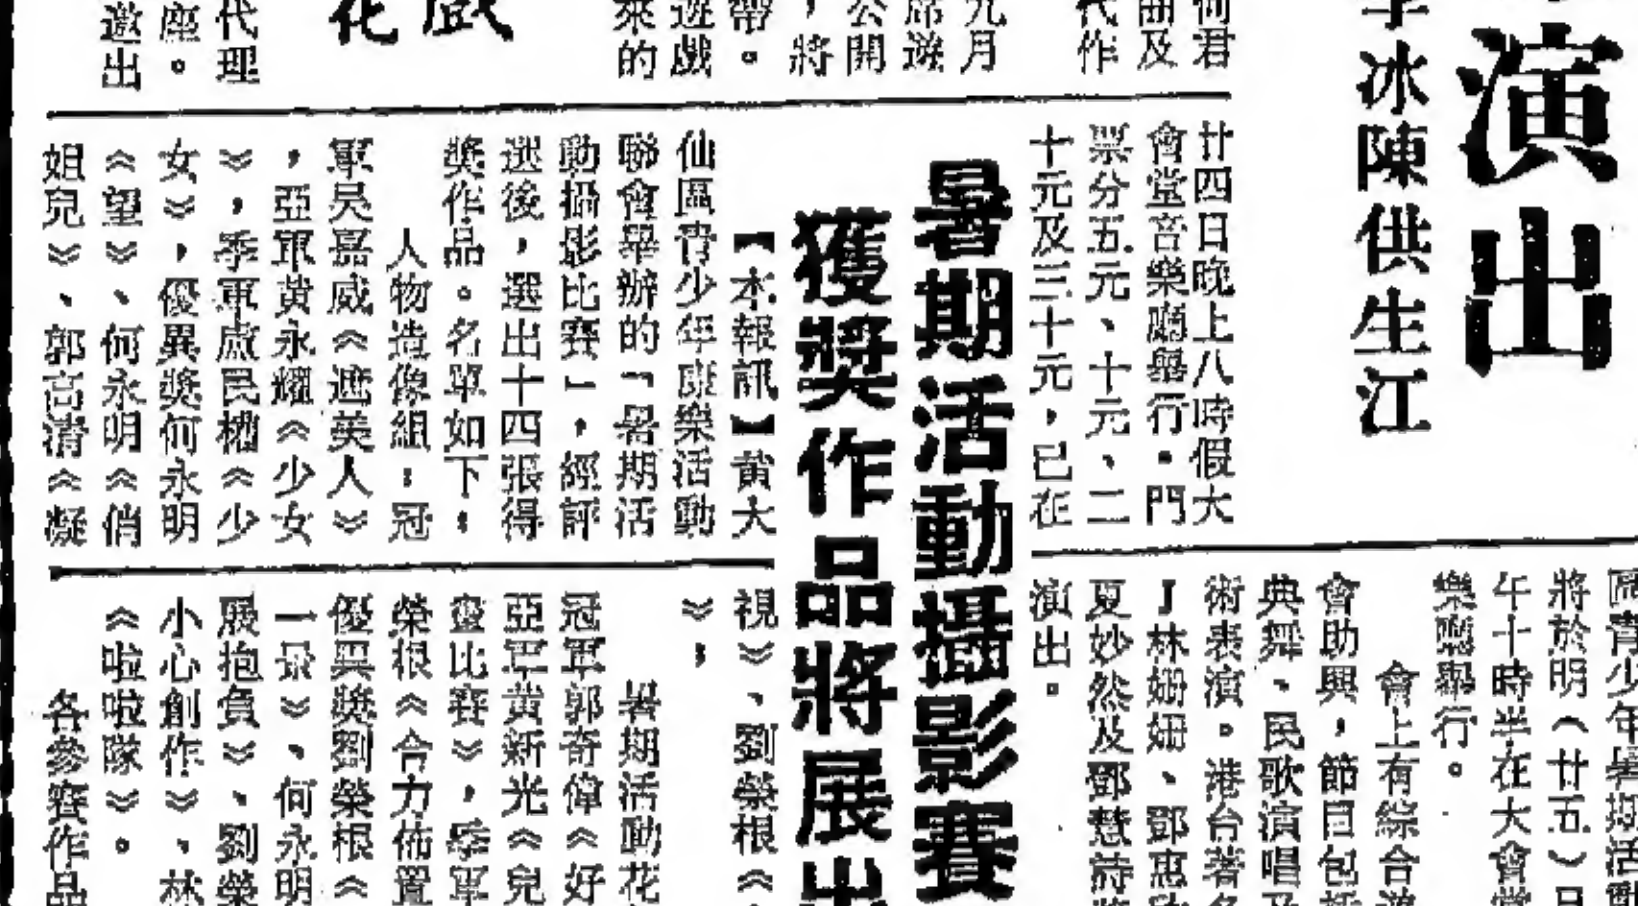 演出
李冰陳供生江
何君
曲及
代作
九月
席遊
公開
，將
帶。
遊戲
來的
戲
花
代理
座。
邀出
廿四日晚上八時假大
會堂音樂廳舉行。門
票分五元、十元、二
十元及三十元，已在
演出。
暑期活動攝影賽
獲獎作品將展出
【本報訊】黃大
仙區青少年康樂活動
聯會舉辦的「暑期活
動攝影比賽」，經評
選後，選出十四張得
獎作品。名單如下：
人物造像組：冠
軍吳嘉威《遮美人》
，亞軍黃永耀《少女
》，季軍盧民權《少
女》，優異獎何永明
《望》、何永明《俏
姐兒》、郭高清《凝
視》、劉榮根《
》；
暑期活動花
冠軍郭奇偉《好
亞軍黃新光《兒
童比賽》，季軍
榮根《合力佈置
優異獎劉榮根《
一景》、何永明
展抱負》、劉榮
小心創作》、林
《啦啦隊》。
各參賽作品
區青少年暑期活動
將於明（廿五）日
午十時半在大會堂
樂廳舉行。
會上有綜合遊
會助興，節目包括
典舞、民歌演唱及
術表演。港台著名
J林姍姍、鄧惠
夏妙然及鄧慧詩將